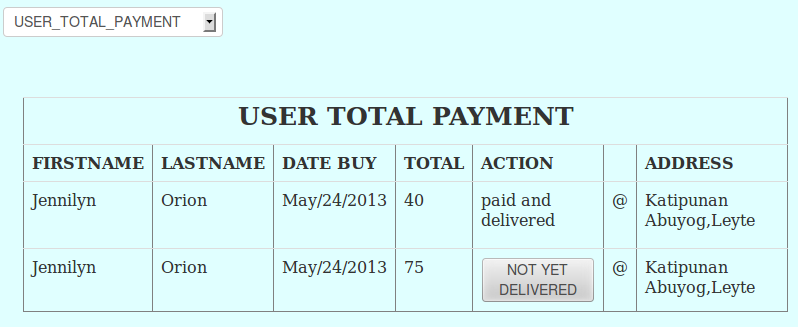 USER_TOTAL_PAYMENT
USER TOTAL PAYMENT
FIRSTNAME LASTNAME DATE BUY TOTAL ACTION ADDRESS
Jennilyn Orion May/24/2013 40 paid and @ Katipunan
delivered Abuyog,Leyte
Jennilyn Orion May/24/2013 75 NOT YET @ Katipunan
DELIVERED Abuyog,Leyte